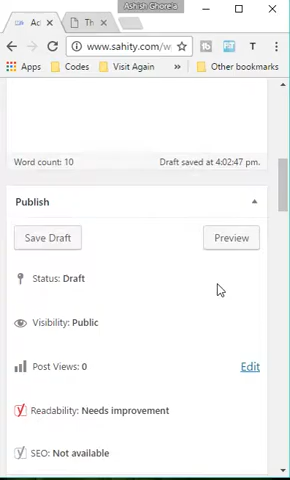 Ashish Ghorela
Ac
Th
www.sahity.com/w
T
Apps
Codes
Visit Again
»
Other bookmarks
Word count: 10
Draft saved at 4:02:47 pm.
Publish
Save Draft
Preview
Status: Draft
Visibility: Public
Post Views: 0
Edit
Readability: Needs improvement
SEO: Not available